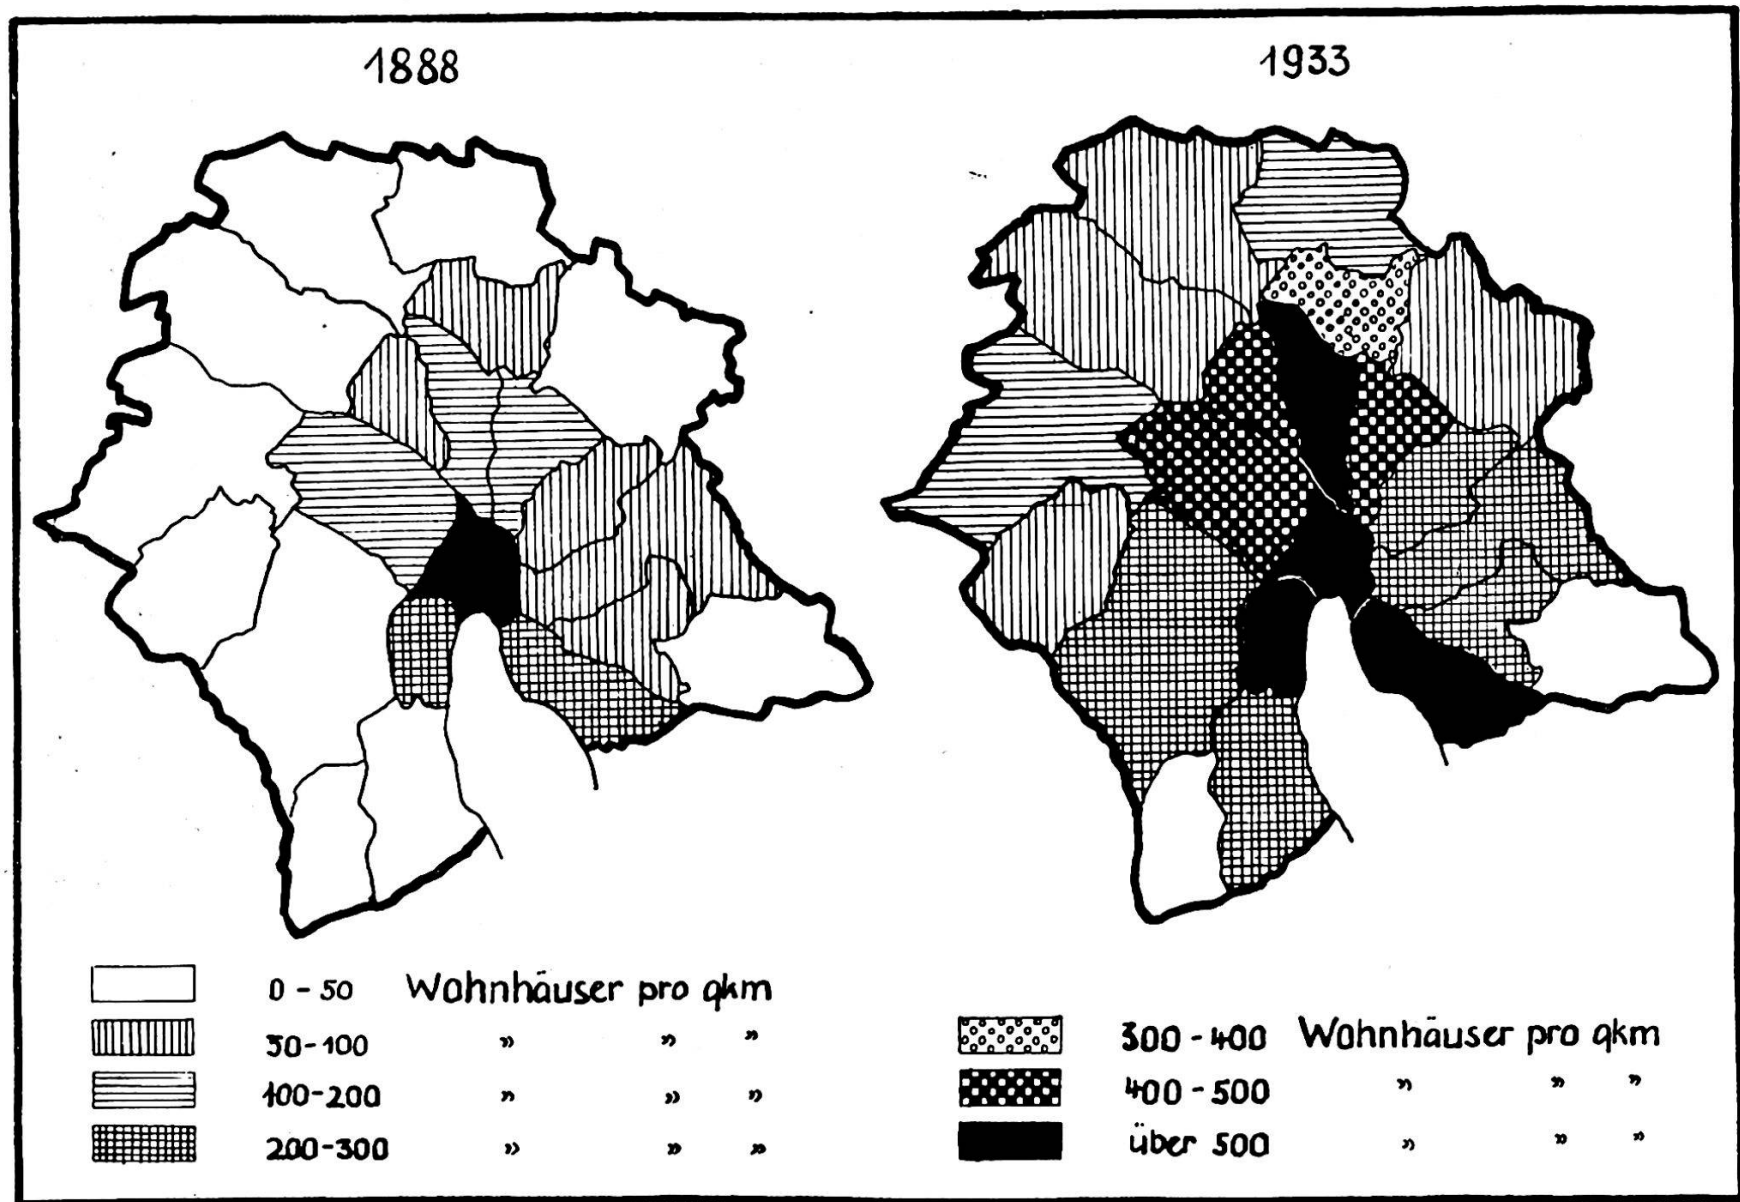 1888
1933
0 - 50 Wohnhäuser pro qkm
50-100 " " "
100-200 " " "
200-300 " " "
300 - 400 Wohnhäuser pro qkm
400 - 500 " " "
über 500 " " "